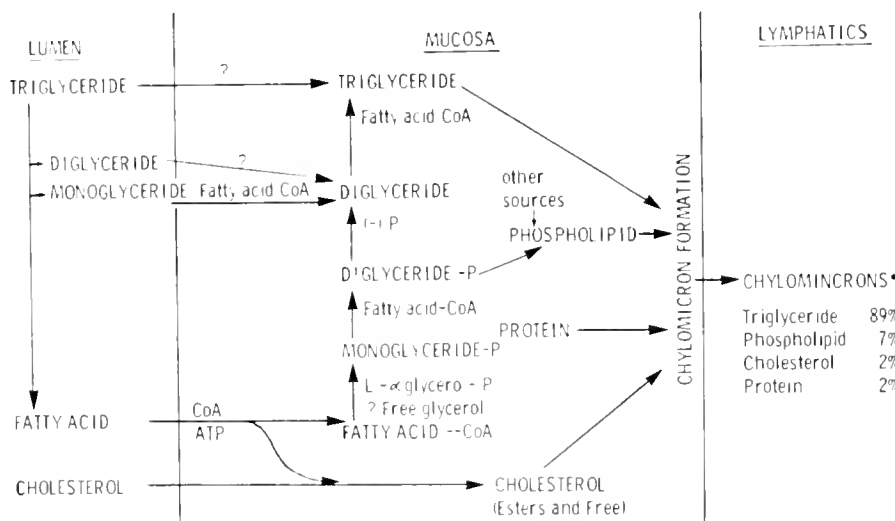 LUMEN
MUCOSA
LYMPHATICS
TRIGLYCERIDE
?
TRIGLYCERIDE
Fatty acid CoA
DIGLYCERIDE
?
MONOGLYCERIDE
Fatty acid CoA
DIGLYCERIDE
(-) P
other
sources
PHOSPHOLIPID
DIGLYCERIDE -P
Fatty acid-CoA
PROTEIN
MONOGLYCERIDE-P
L -α glycero - P
? Free glycerol
FATTY ACID
CoA
ATP
FATTY ACID --CoA
CHOLESTEROL
CHOLESTEROL
(Esters and Free)
CHYLOMICRON FORMATION
CHYLOMINCRONS*
Triglyceride 89%
Phospholipid 7%
Cholesterol 2%
Protein 2%